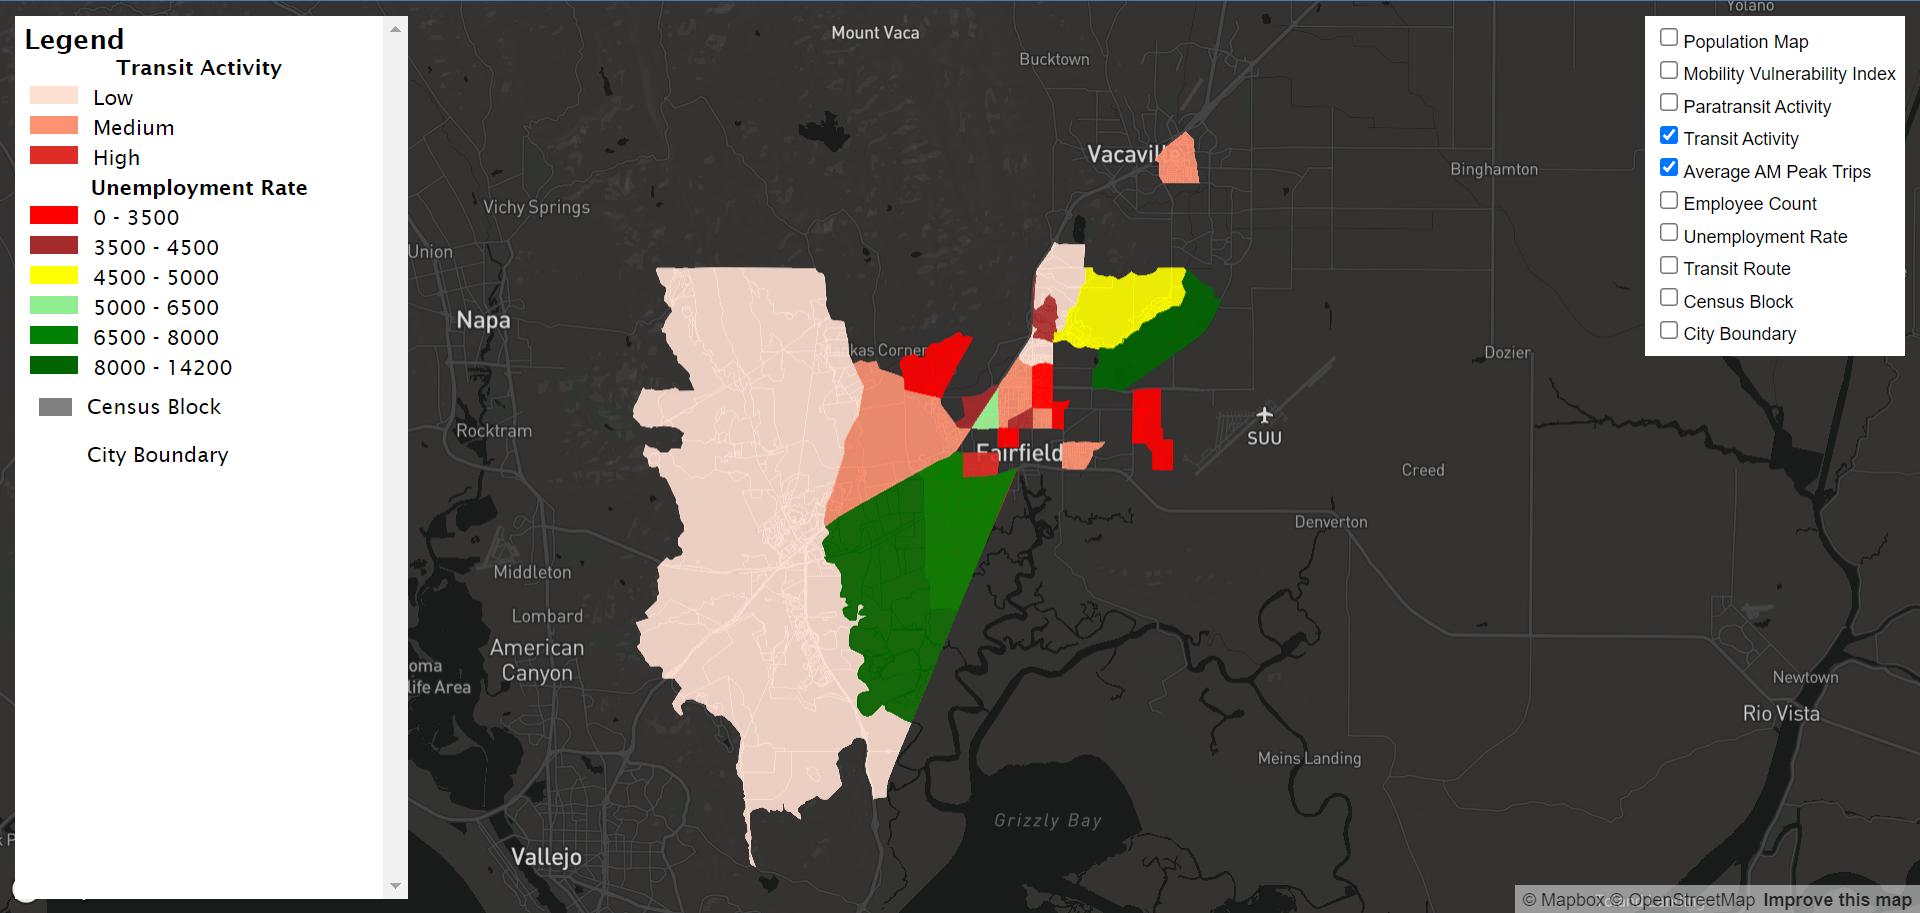 Legend
Transit Activity
Low
Medium
High
Unemployment Rate
0 - 3500
3500 - 4500
4500 - 5000
5000 - 6500
6500 - 8000
8000 - 14200
Census Block
City Boundary
Population Map
Mobility Vulnerability Index
Paratransit Activity
Transit Activity
Average AM Peak Trips
Employee Count
Unemployment Rate
Transit Route
Census Block
City Boundary
Yolano
Mount Vaca
Bucktown
Binghamton
Vichy Springs
Union
Napa
kas Corner
Dozier
Rocktram
SUU
Fairfield
Creed
Denverton
Middleton
Lombard
American
Canyon
oma
life Area
Newtown
Rio Vista
Meins Landing
Grizzly Bay
Vallejo
© Mapbox © OpenStreetMap Improve this map